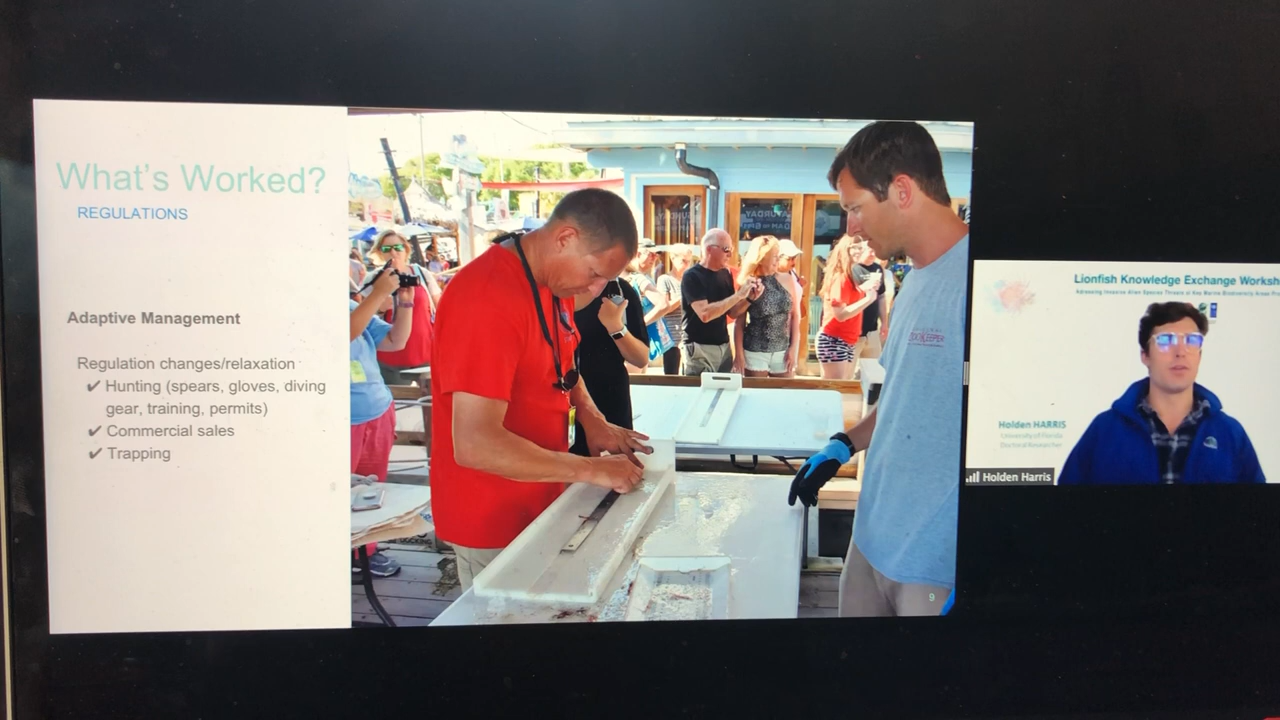 What's Worked?
REGULATIONS
Adaptive Management
Regulation changes/relaxation
✔ Hunting (spears, gloves, diving
gear, training, permits)
✔ Commercial sales
✔ Trapping
9
Lionfish Knowledge Exchange Worksh
Holden HARRIS
University of Florida
Doctoral Researcher
Holden Harris